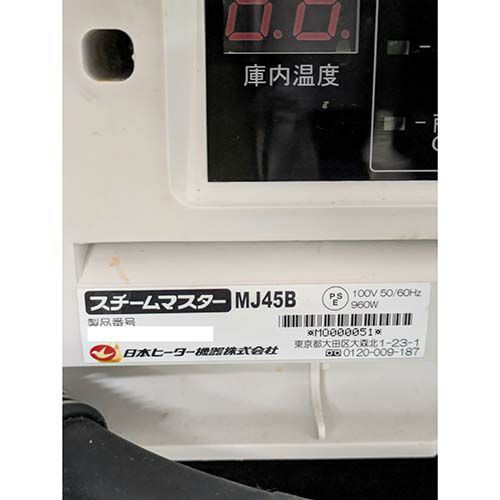 0.0.
庫内温度
スチームマスター MJ45B
PSE
100V 50/60Hz
960W
製品番号
*M0000051*
日本ヒーター機器株式会社
東京都大田区大森北1-23-1
0120-009-187